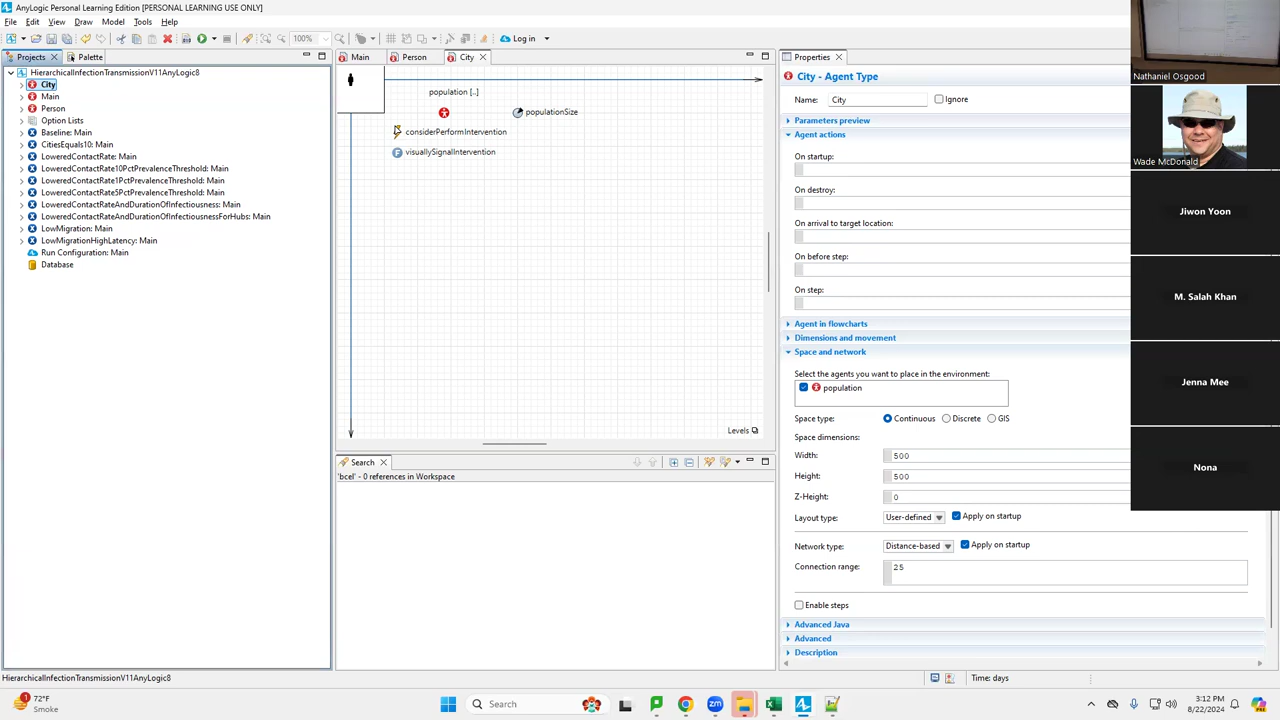 AnyLogic Personal Learning Edition [PERSONAL LEARNING USE ONLY]
File Edit View Draw Model Tools Help
100% Log in
Projects Palette
HierarchicalInfectionTransmissionV11AnyLogic8
City
Main
Person
Option Lists
Baseline: Main
CitiesEquals10: Main
LoweredContactRate: Main
LoweredContactRate10PctPrevalenceThreshold: Main
LoweredContactRate1PctPrevalenceThreshold: Main
LoweredContactRate5PctPrevalenceThreshold: Main
LoweredContactRateAndDurationOfInfectiousness: Main
LoweredContactRateAndDurationOfInfectiousnessForHubs: Main
LowMigration: Main
LowMigrationHighLatency: Main
Run Configuration: Main
Database
Main Person City
population [..]
populationSize
considerPerformIntervention
visuallySignalIntervention
Levels
Search
'bcel' - 0 references in Workspace
Properties
City - Agent Type
Name: City Ignore
Parameters preview
Agent actions
On startup:
On destroy:
On arrival to target location:
On before step:
On step:
Agent in flowcharts
Dimensions and movement
Space and network
Select the agents you want to place in the environment:
population
Space type: Continuous Discrete GIS
Space dimensions:
Width: 500
Height: 500
Z-Height: 0
Layout type: User-defined Apply on startup
Network type: Distance-based Apply on startup
Connection range: 25
Enable steps
Advanced Java
Advanced
Description
Nathaniel Osgood
Wade McDonald
Jiwon Yoon
M. Salah Khan
Jenna Mee
Nona
HierarchicalInfectionTransmissionV11AnyLogic8
Time: days
1
72°F
Smoke
Search
zm
3:12 PM
8/22/2024